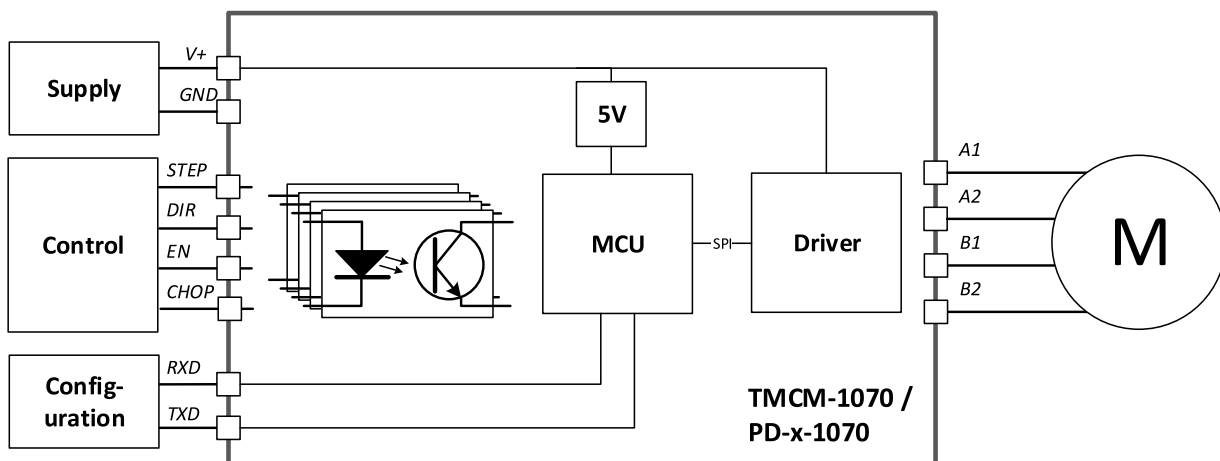 V+
Supply
GND
5V
STEP
DIR
Control
EN
CHOP
MCU
SPI
Driver
A1
A2
B1
B2
M
RXD
Config-
uration
TXD
TMCM-1070 /
PD-x-1070